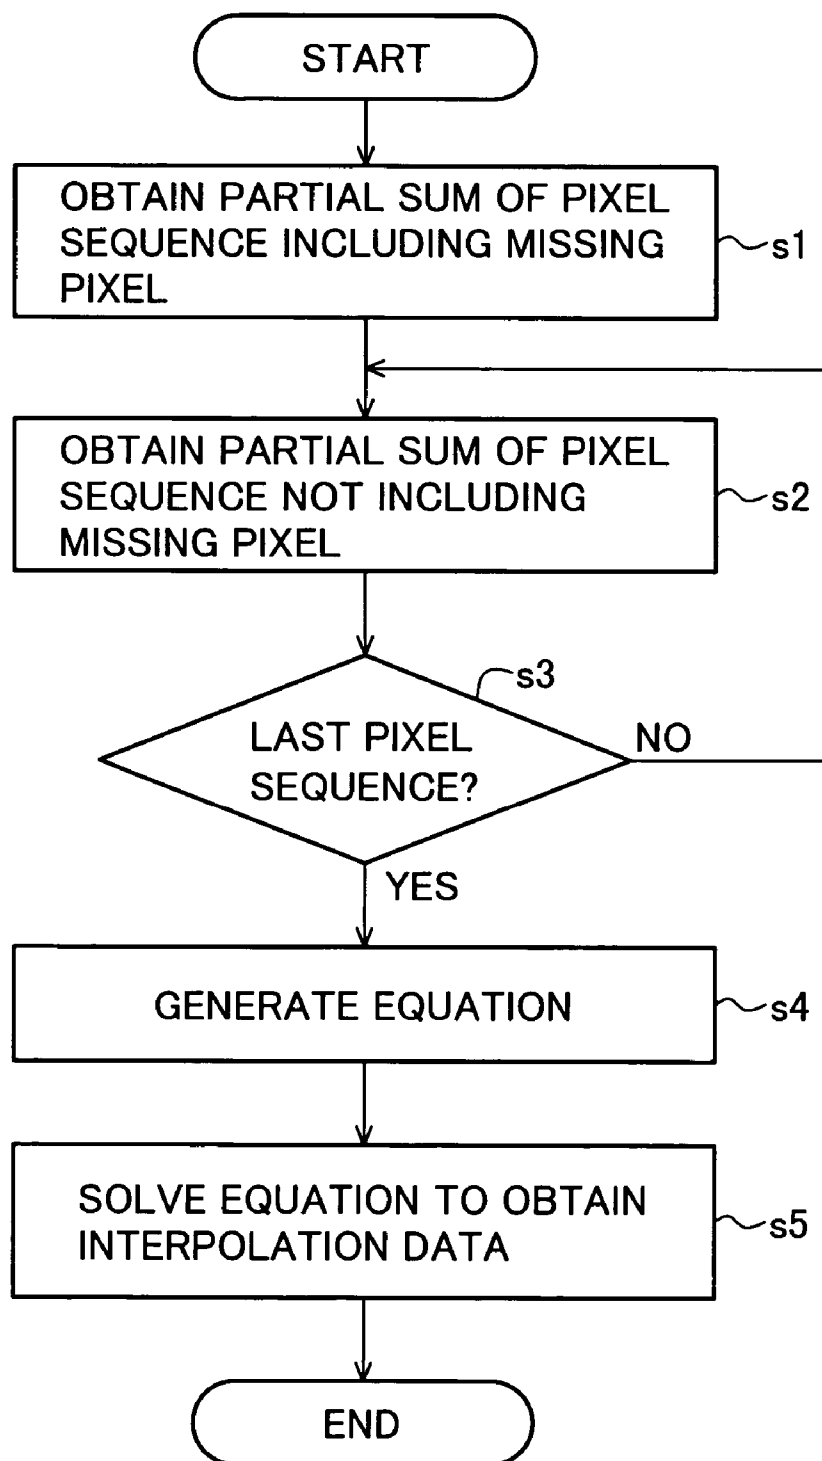 START
OBTAIN PARTIAL SUM OF PIXEL
SEQUENCE INCLUDING MISSING
PIXEL
s1
OBTAIN PARTIAL SUM OF PIXEL
SEQUENCE NOT INCLUDING
MISSING PIXEL
s2
s3
LAST PIXEL
SEQUENCE?
NO
YES
GENERATE EQUATION
s4
SOLVE EQUATION TO OBTAIN
INTERPOLATION DATA
s5
END